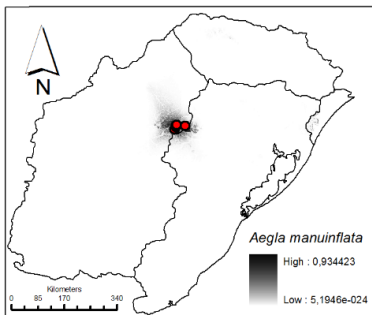 N
Aegla manuinflata
High : 0,934423
Low : 5,1946e-024
Kilometers
0 85 170 340